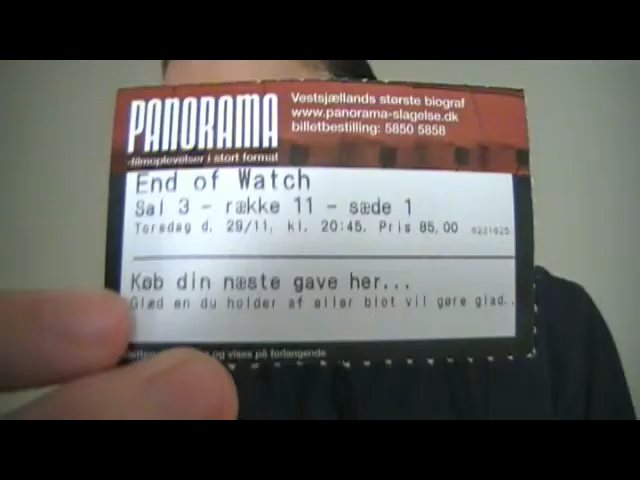 PANORAMA
-filmoplevelser i stort format
Vestsjællands største biograf
www.panorama-slagelse.dk
billetbestilling: 5850 5858
End of Watch
Sal 3 - række 11 - sæde 1
Torsdag d. 29/11, kl. 20:45. Pris 85,00
Køb din næste gave her...
Glæd en du holder af eller blot vil gøre glad..
og vises på forlangende